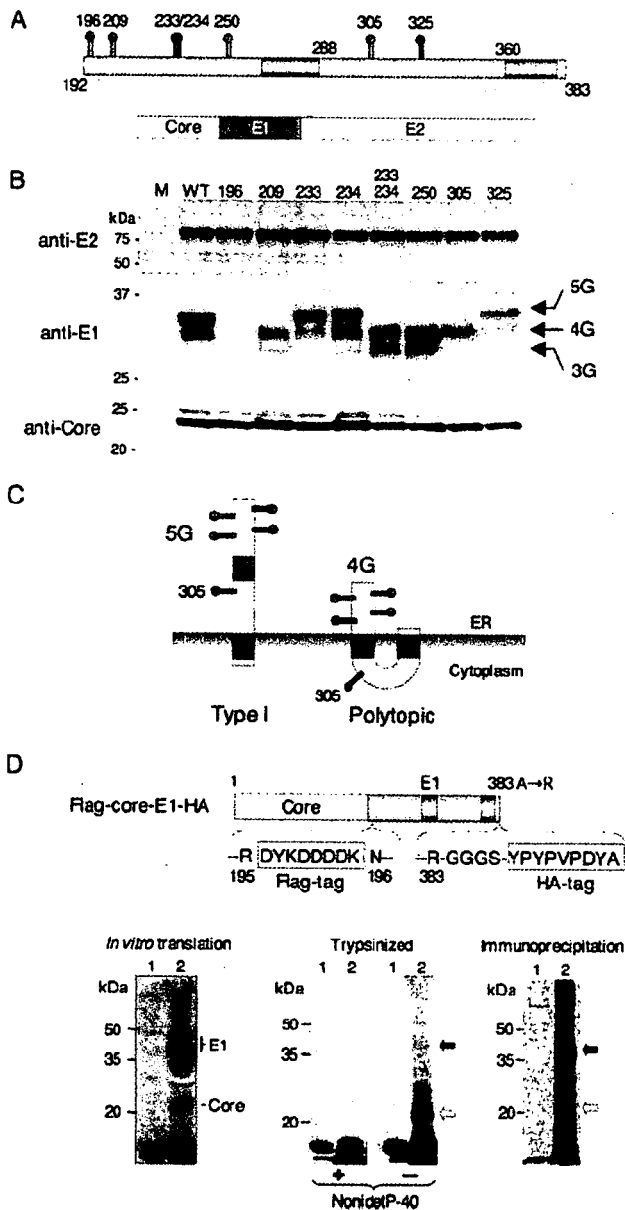 A
196 209 233/234 250 305 325
288 360
192 383
Core E1 E2
B
233
M WT 196 209 233 234 234 250 305 325
kDa
anti-E2 75 -
50 -
37 - 5G
anti-E1 4G
3G
25 -
25 -
anti-Core
20 -
C
5G
4G
305
ER
Cytoplasm
305
Type I Polytopic
D
1 E1 383 A→R
Flag-core-E1-HA Core
–R DYKDDDDK N– –R-GGGS-YPYPVPDYA
195 Flag-tag 196 383 HA-tag
In vitro translation Trypsinized Immunoprecipitation
1 2 1 2 1 2 1 2
kDa kDa kDa
50 - E1 50 - 50 -
35 - 35 - 35 -
20 - -Core 20 - 20 -
+ –
NonidetP-40